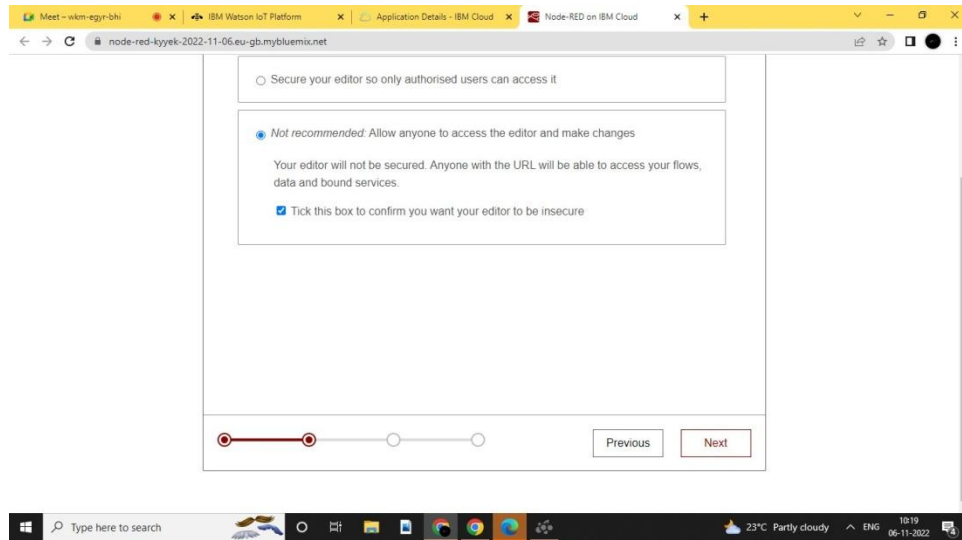 Meet – wkm-egyr-bhi
IBM Watson IoT Platform
Application Details - IBM Cloud
Node-RED on IBM Cloud
node-red-kyyek-2022-11-06.eu-gb.mybluemix.net
Secure your editor so only authorised users can access it
Not recommended: Allow anyone to access the editor and make changes
Your editor will not be secured. Anyone with the URL will be able to access your flows,
data and bound services.
Tick this box to confirm you want your editor to be insecure
Previous
Next
Type here to search
23°C Partly cloudy
ENG
10:19
06-11-2022